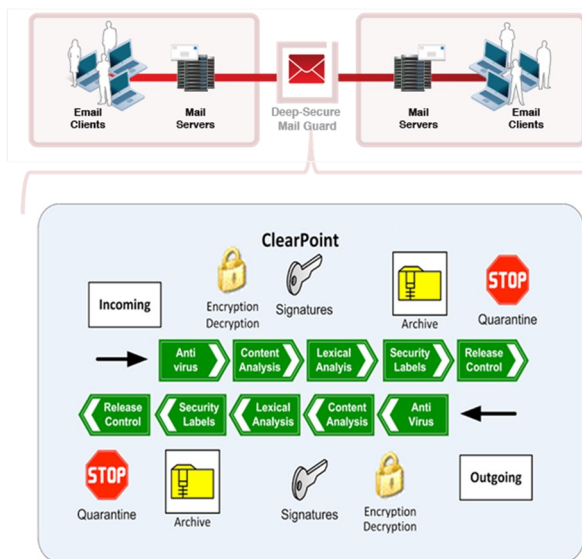 Email
Clients
Mail
Servers
Deep-Secure
Mail Guard
Mail
Servers
Email
Clients
ClearPoint
Incoming
Encryption
Decryption
Signatures
Archive
STOP
Quarantine
Anti
virus
Content
Analysis
Lexical
Analyis
Security
Labels
Release
Control
Release
Control
Security
Labels
Lexical
Analysis
Content
Analysis
Anti
Virus
STOP
Quarantine
Archive
Signatures
Encryption
Decryption
Outgoing